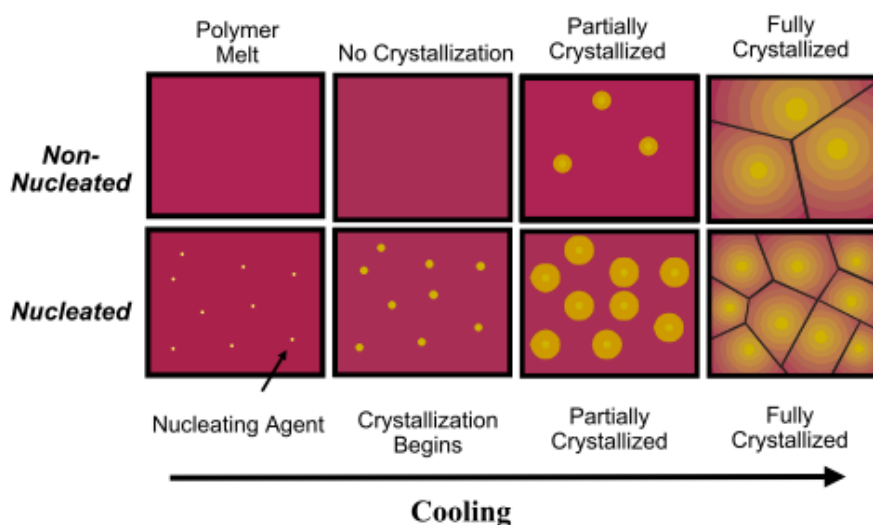 Polymer
Melt
No Crystallization
Partially
Crystallized
Fully
Crystallized
Non-
Nucleated
Nucleated
Nucleating Agent
Crystallization
Begins
Partially
Crystallized
Fully
Crystallized
Cooling